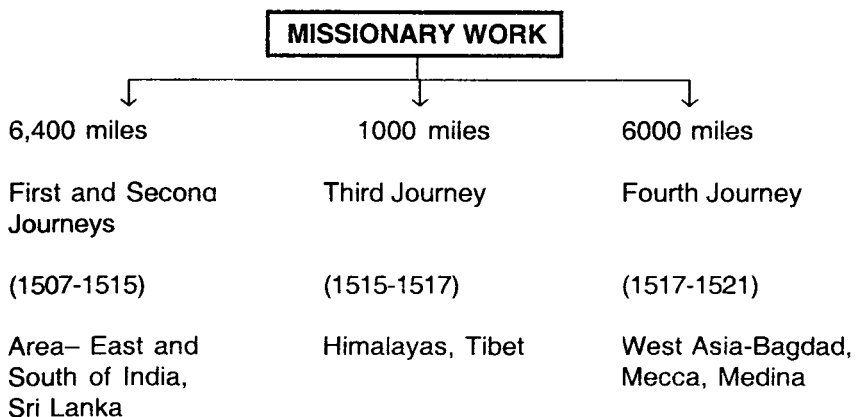 MISSIONARY WORK
6,400 miles
1000 miles
6000 miles
First and Second
Journeys
Third Journey
Fourth Journey
(1507-1515)
(1515-1517)
(1517-1521)
Area– East and
South of India,
Sri Lanka
Himalayas, Tibet
West Asia-Bagdad,
Mecca, Medina